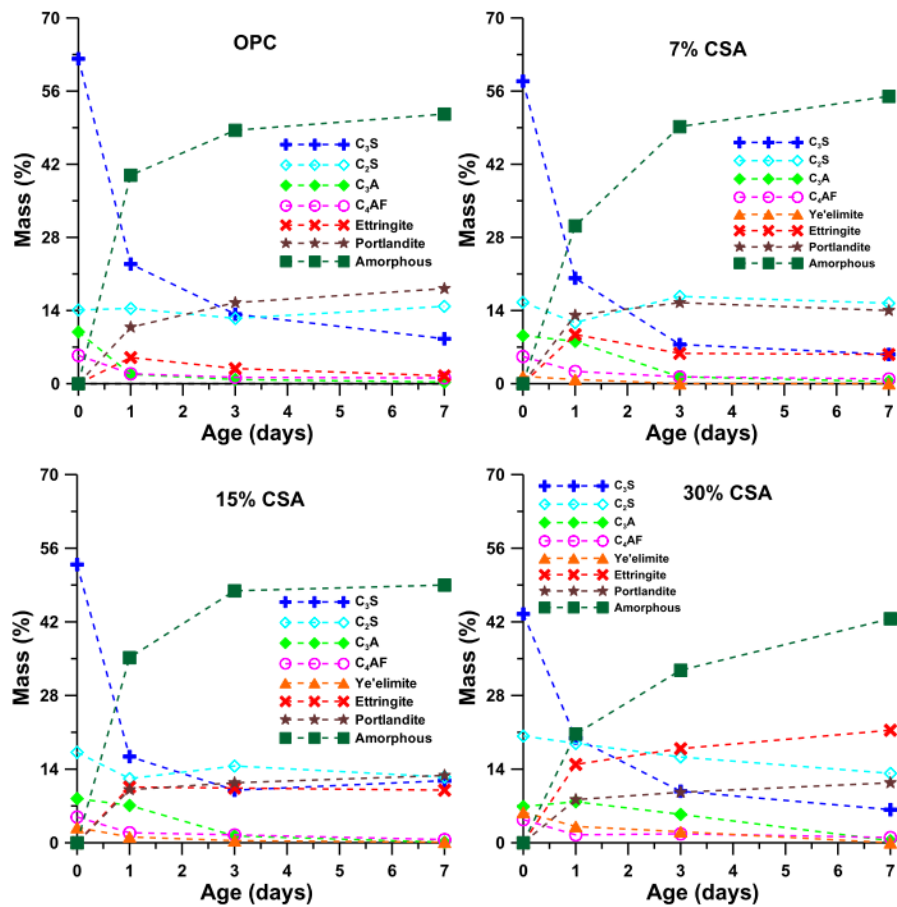 OPC
Mass (%)
70
56
42
28
14
0
C₃S
C₂S
C₃A
C₄AF
Ettringite
Portlandite
Amorphous
0 1 2 3 4 5 6 7
Age (days)
7% CSA
Mass (%)
70
56
42
28
14
0
C₃S
C₂S
C₃A
C₄AF
Ye'elimite
Ettringite
Portlandite
Amorphous
0 1 2 3 4 5 6 7
Age (days)
15% CSA
Mass (%)
70
56
42
28
14
0
C₃S
C₂S
C₃A
C₄AF
Ye'elimite
Ettringite
Portlandite
Amorphous
0 1 2 3 4 5 6 7
Age (days)
30% CSA
Mass (%)
70
56
42
28
14
0
C₃S
C₂S
C₃A
C₄AF
Ye'elimite
Ettringite
Portlandite
Amorphous
0 1 2 3 4 5 6 7
Age (days)